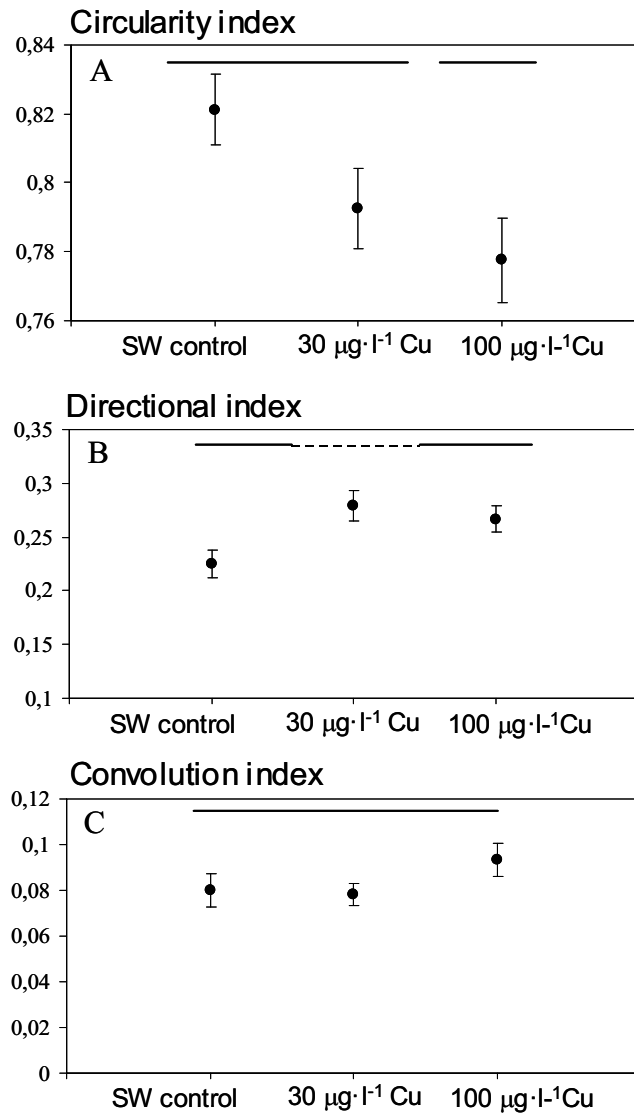 Circularity index
0,84
A
0,82
0,8
0,78
0,76
SW control 30 µg·l⁻¹ Cu 100 µg·l-¹Cu
Directional index
0,35
B
0,3
0,25
0,2
0,15
0,1
SW control 30 µg·l⁻¹ Cu 100 µg·l-¹Cu
Convolution index
0,12
C
0,1
0,08
0,06
0,04
0,02
0
SW control 30 µg·l⁻¹ Cu 100 µg·l-¹Cu